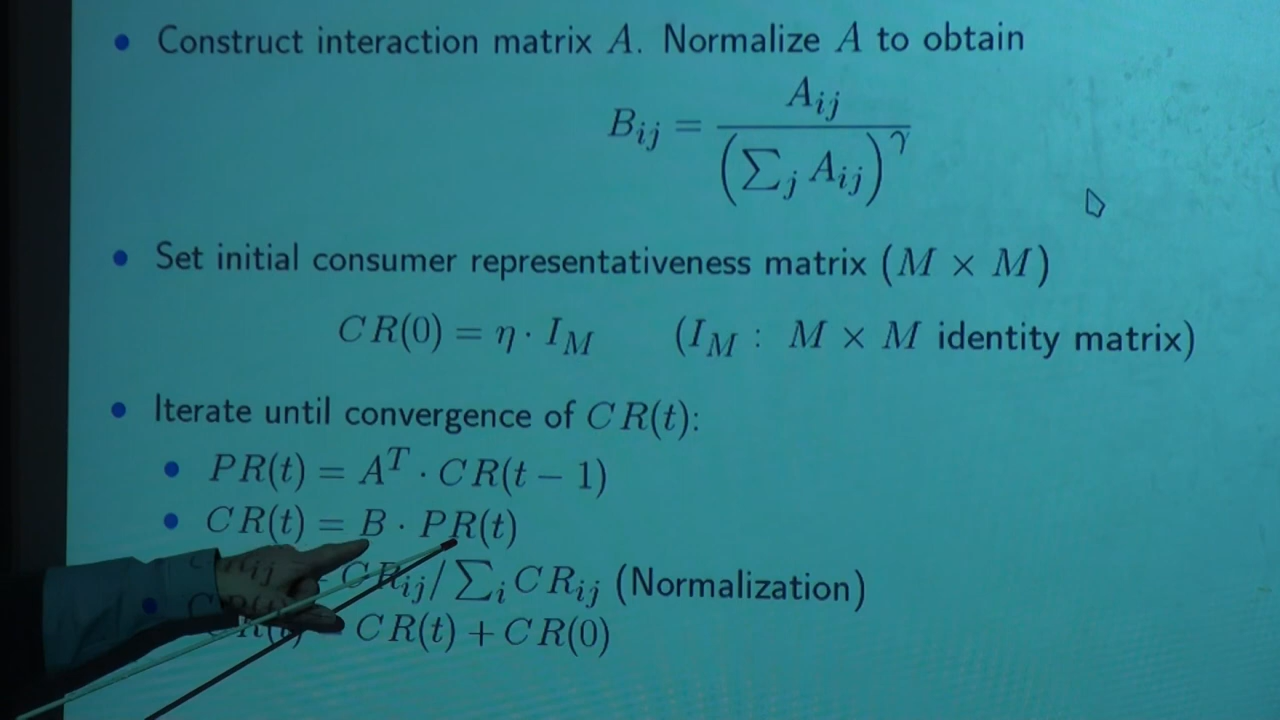 • Construct interaction matrix A. Normalize A to obtain
B_ij = A_ij / (∑_j A_ij)^γ
• Set initial consumer representativeness matrix (M × M)
CR(0) = η · I_M (I_M : M × M identity matrix)
• Iterate until convergence of CR(t):
• PR(t) = A^T · CR(t − 1)
• CR(t) = B · PR(t)
CR_ij / ∑_i CR_ij (Normalization)
CR(t) + CR(0)